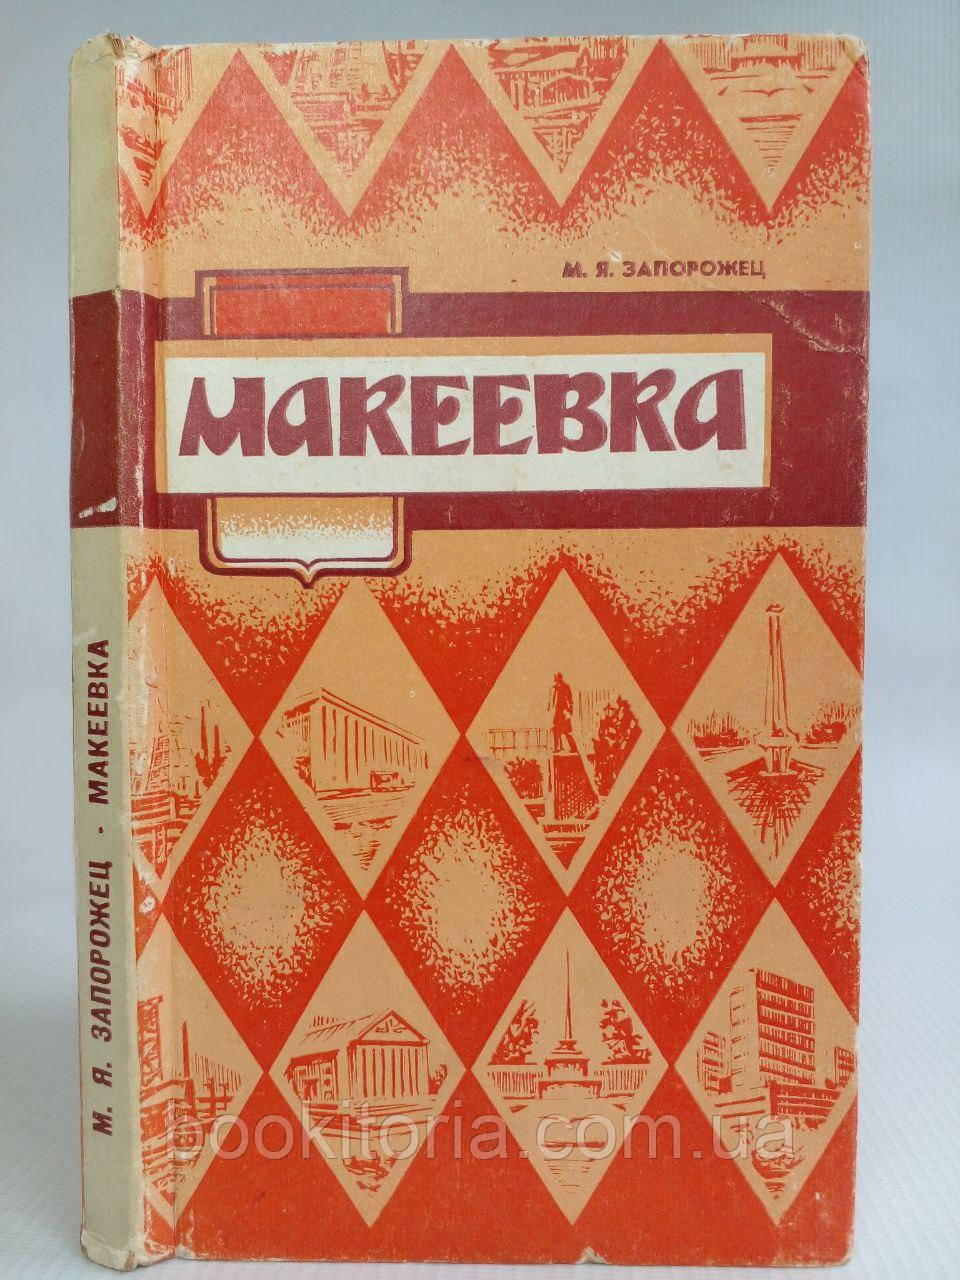 М. Я. ЗАПОРОЖЕЦ
МАКЕЕВКА
М. Я. ЗАПОРОЖЕЦ · МАКЕЕВКА
bookitoria.com.ua